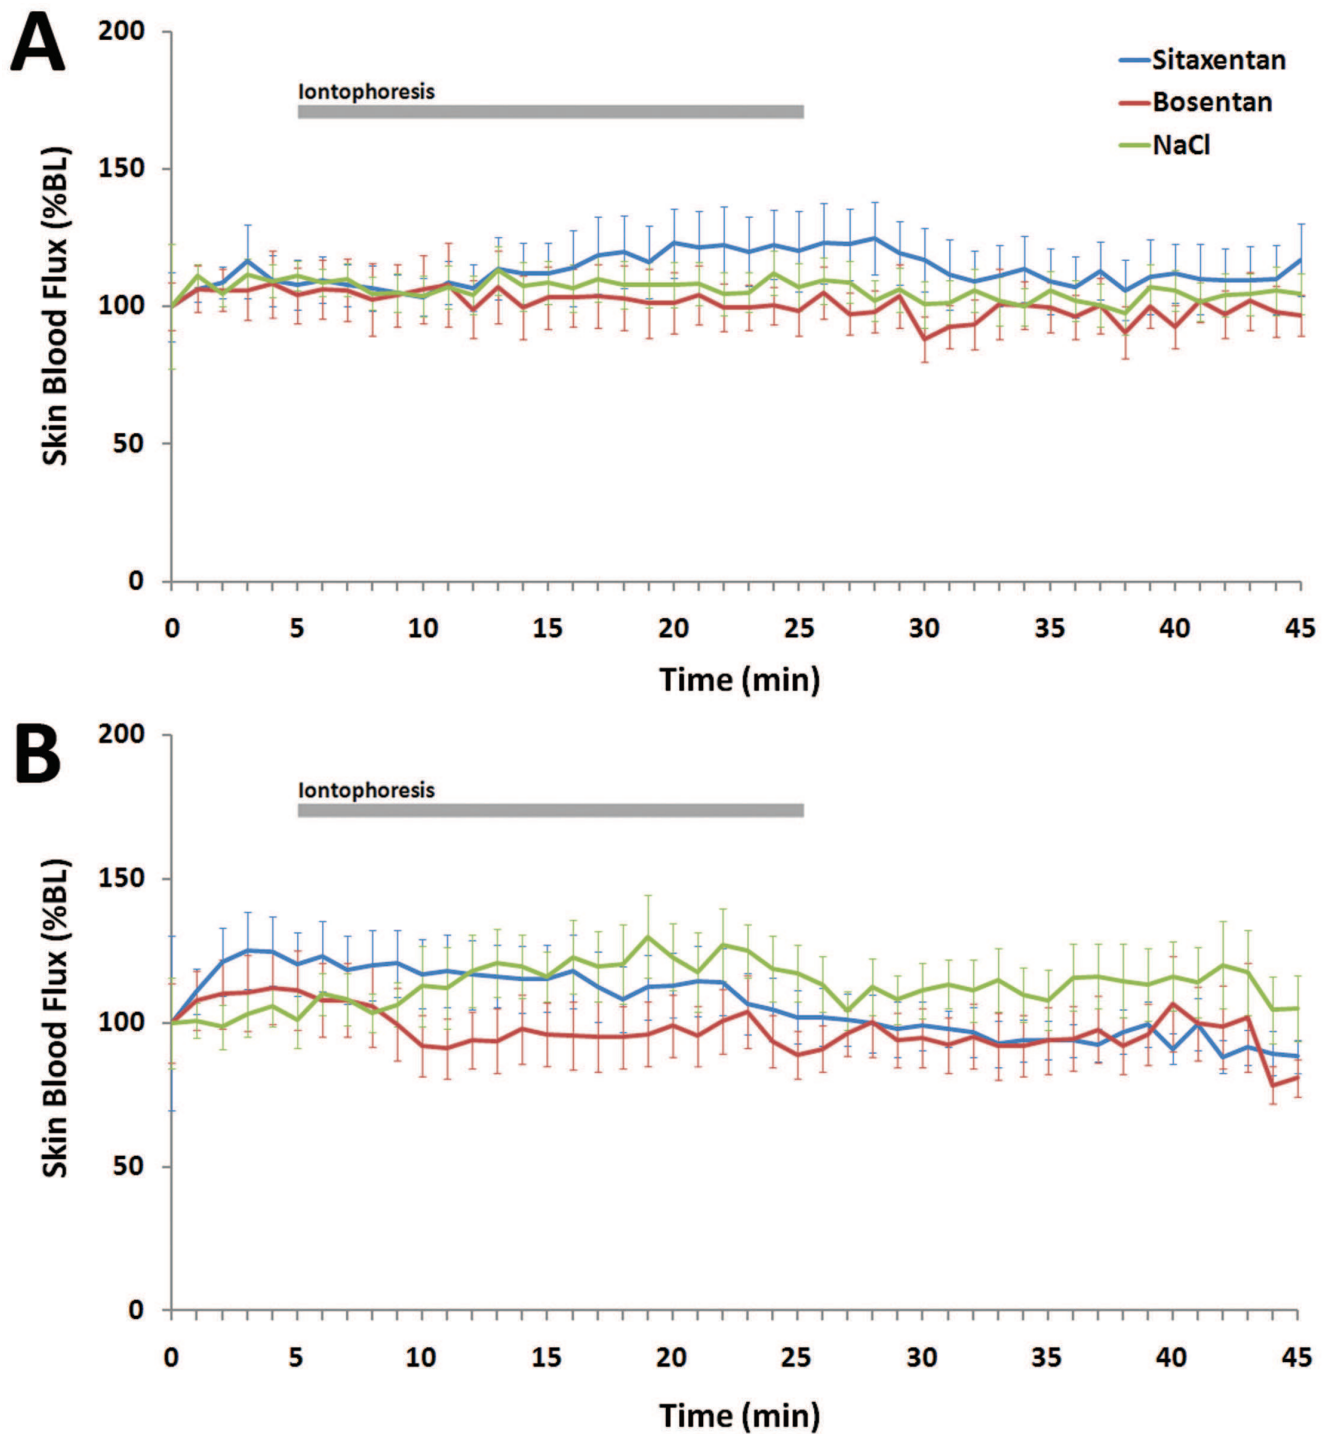 A
200
Sitaxentan
Iontophoresis
Bosentan
NaCl
150
100
50
0
Skin Blood Flux (%BL)
0 5 10 15 20 25 30 35 40 45
Time (min)
B
200
Iontophoresis
150
100
50
0
Skin Blood Flux (%BL)
0 5 10 15 20 25 30 35 40 45
Time (min)